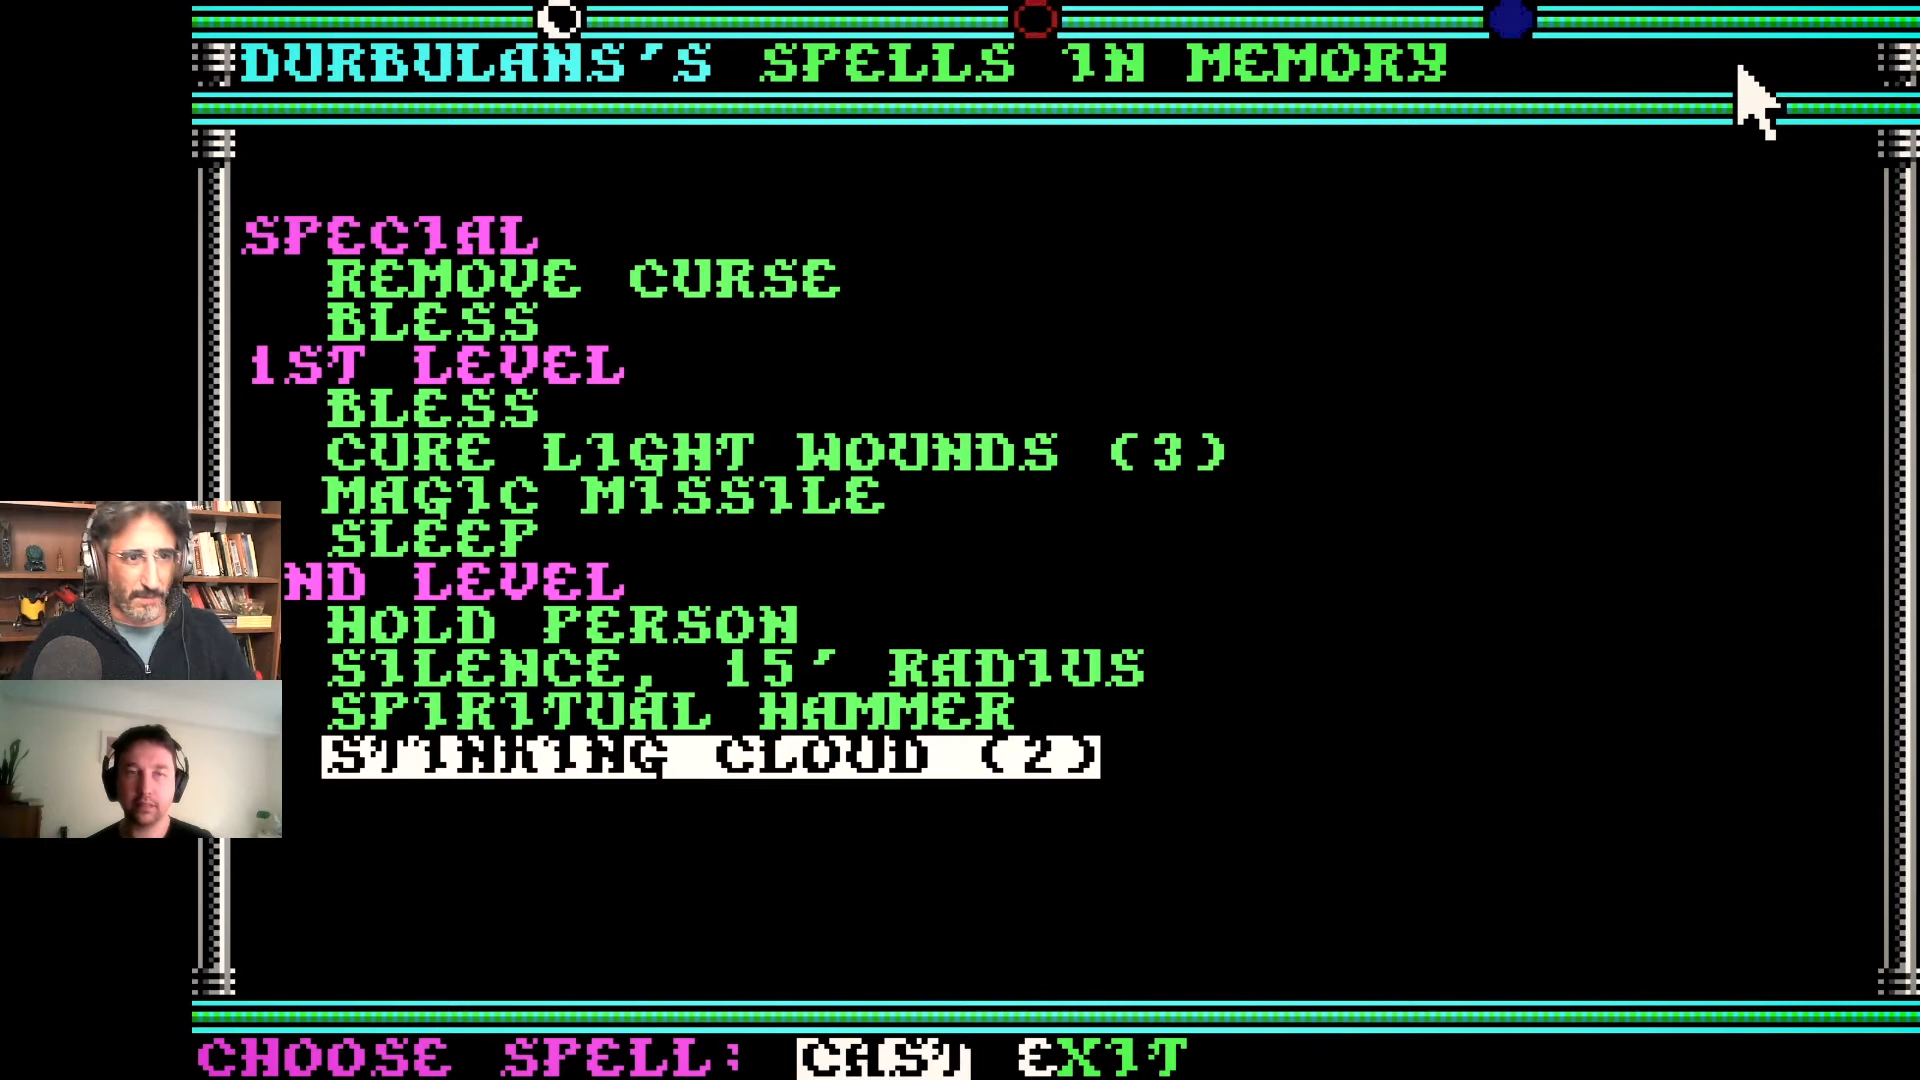 DURBULANS'S SPELLS IN MEMORY
SPECIAL
REMOVE CURSE
BLESS
1ST LEVEL
BLESS
CURE LIGHT WOUNDS (3)
MAGIC MISSILE
SLEEP
ND LEVEL
HOLD PERSON
SILENCE, 15' RADIUS
SPIRITUAL HAMMER
STINKING CLOUD (2)
CHOOSE SPELL: CAST EXIT